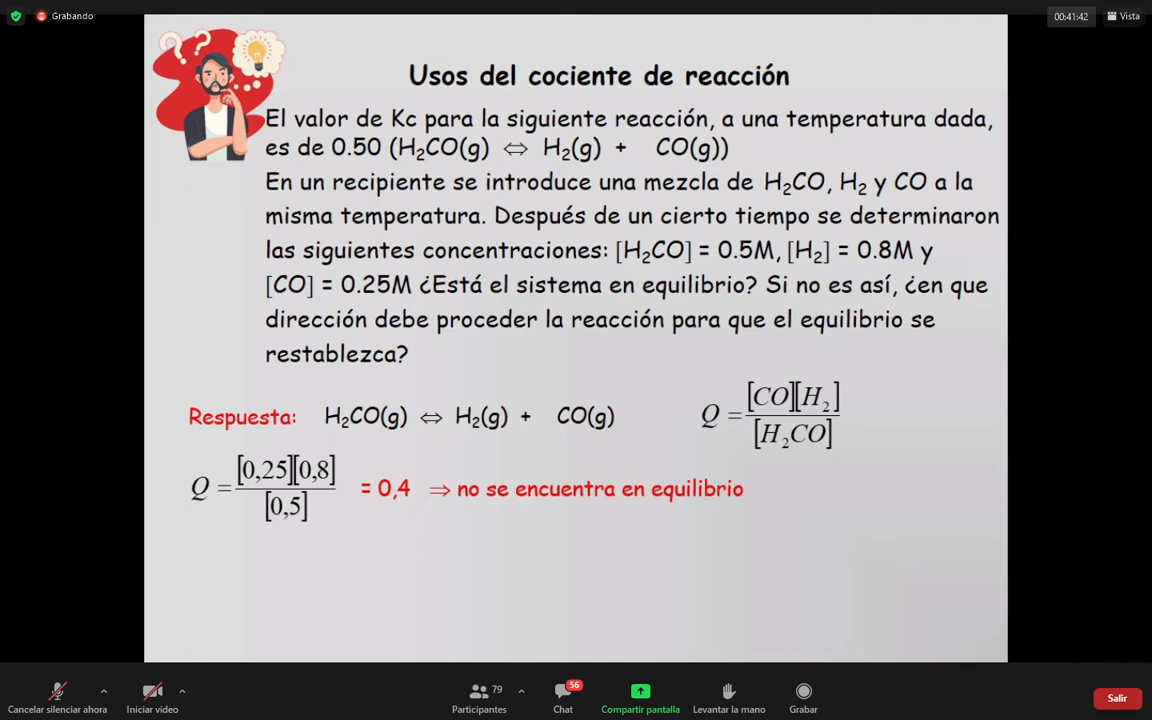 Grabando
00:41:42
Vista
Usos del cociente de reacción
El valor de Kc para la siguiente reacción, a una temperatura dada,
es de 0.50 (H₂CO(g) ⇔ H₂(g) + CO(g))
En un recipiente se introduce una mezcla de H₂CO, H₂ y CO a la
misma temperatura. Después de un cierto tiempo se determinaron
las siguientes concentraciones: [H₂CO] = 0.5M, [H₂] = 0.8M y
[CO] = 0.25M ¿Está el sistema en equilibrio? Si no es así, ¿en que
dirección debe proceder la reacción para que el equilibrio se
restablezca?
Respuesta: H₂CO(g) ⇔ H₂(g) + CO(g)
Q = [CO][H₂] / [H₂CO]
Q = [0,25][0,8] / [0,5] = 0,4 ⇒ no se encuentra en equilibrio
Cancelar silenciar ahora
Iniciar video
79
Participantes
56
Chat
Compartir pantalla
Levantar la mano
Grabar
Salir